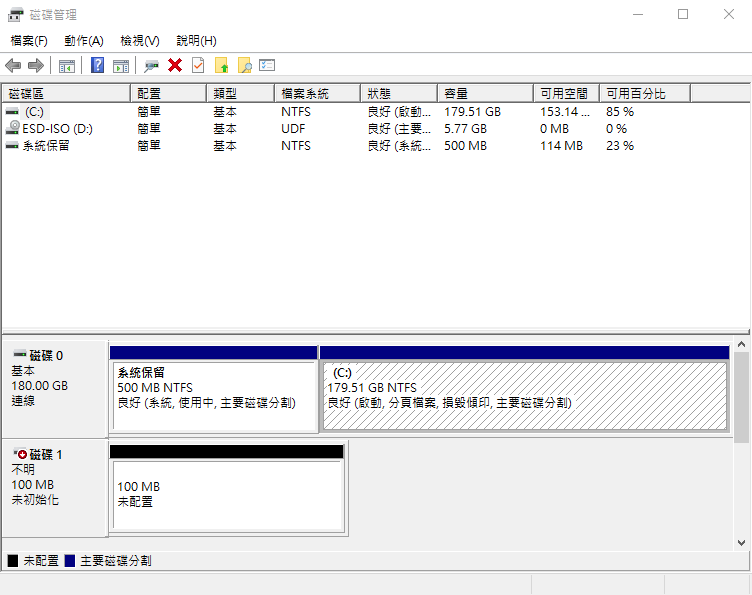 磁碟管理
檔案(F) 動作(A) 檢視(V) 說明(H)
磁碟區 配置 類型 檔案系統 狀態 容量 可用空間 可用百分比
(C:) 簡單 基本 NTFS 良好 (啟動... 179.51 GB 153.14 ... 85 %
ESD-ISO (D:) 簡單 基本 UDF 良好 (主要... 5.77 GB 0 MB 0 %
系統保留 簡單 基本 NTFS 良好 (系統... 500 MB 114 MB 23 %
磁碟 0
基本
180.00 GB
連線
系統保留
500 MB NTFS
良好 (系統, 使用中, 主要磁碟分割)
(C:)
179.51 GB NTFS
良好 (啟動, 分頁檔案, 損毀傾印, 主要磁碟分割)
磁碟 1
不明
100 MB
未初始化
100 MB
未配置
未配置 主要磁碟分割